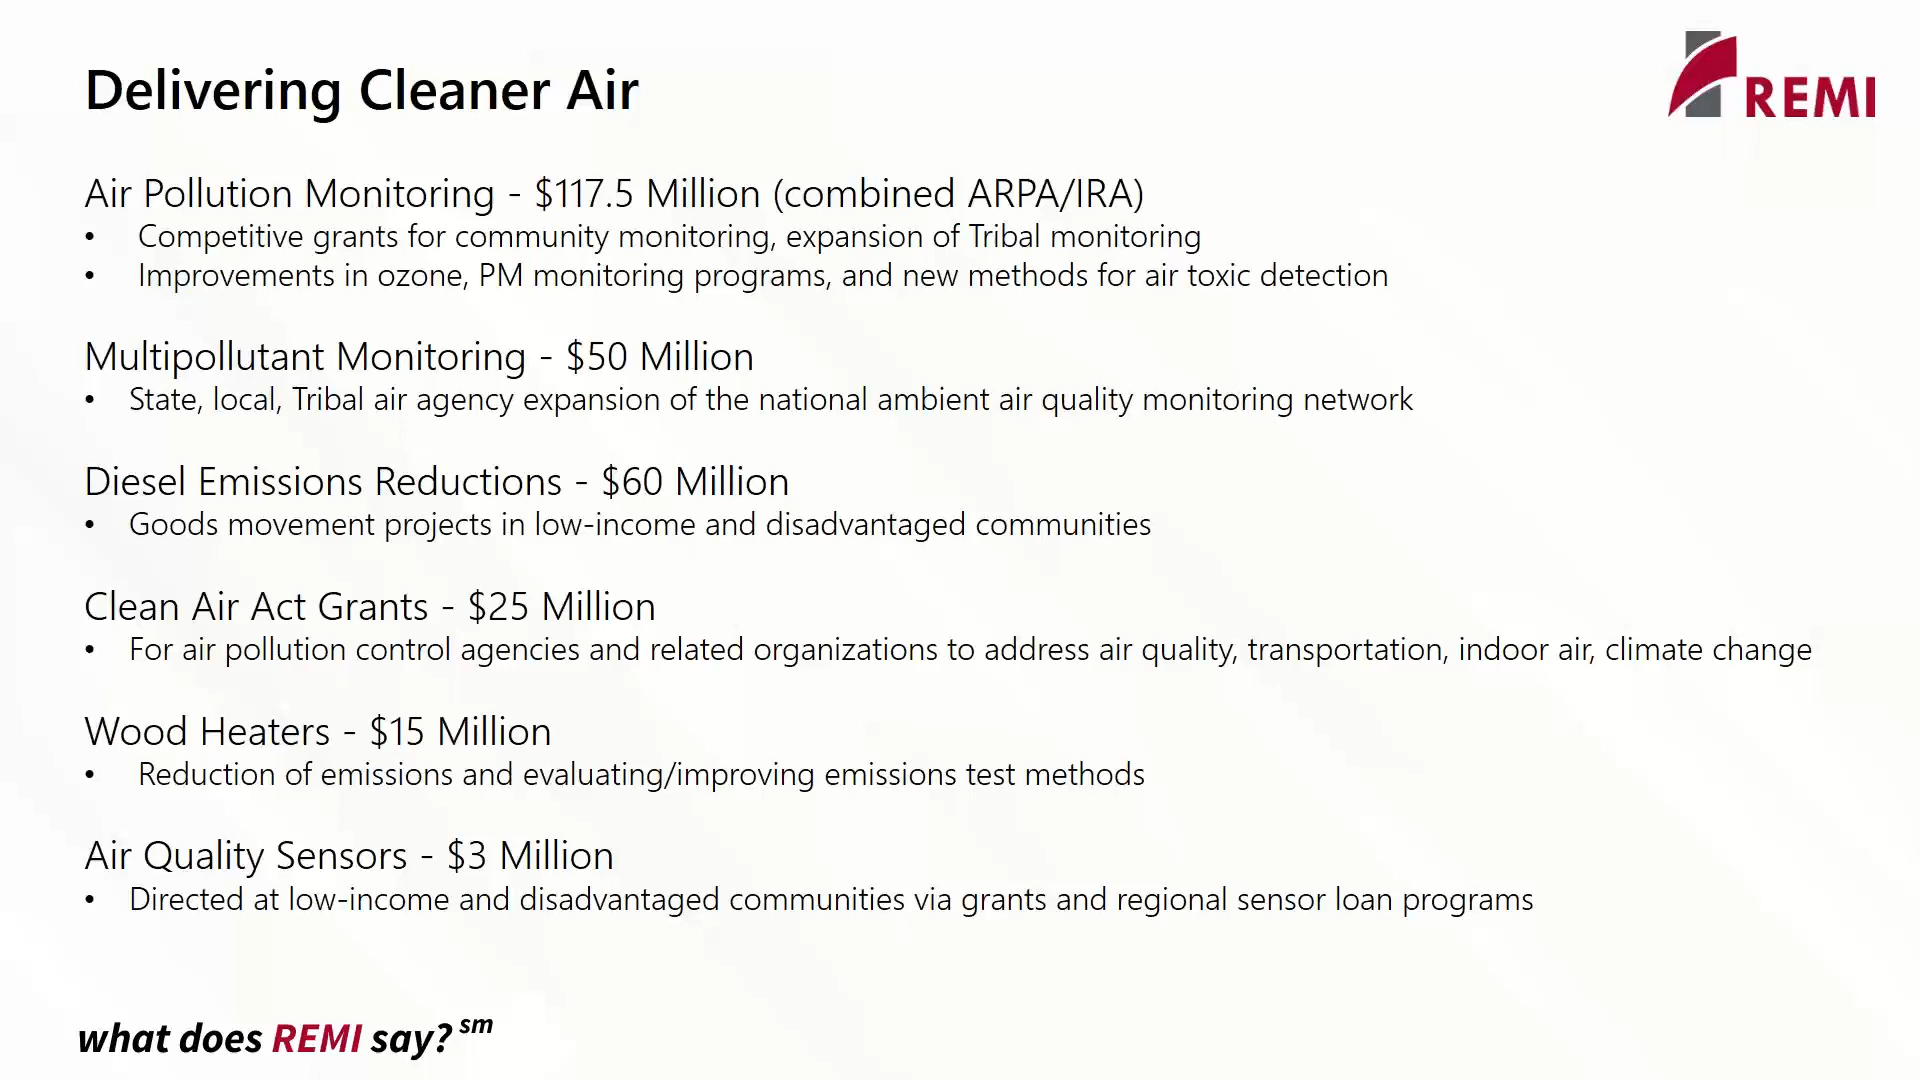 Delivering Cleaner Air
REMI
Air Pollution Monitoring - $117.5 Million (combined ARPA/IRA)
• Competitive grants for community monitoring, expansion of Tribal monitoring
• Improvements in ozone, PM monitoring programs, and new methods for air toxic detection
Multipollutant Monitoring - $50 Million
• State, local, Tribal air agency expansion of the national ambient air quality monitoring network
Diesel Emissions Reductions - $60 Million
• Goods movement projects in low-income and disadvantaged communities
Clean Air Act Grants - $25 Million
• For air pollution control agencies and related organizations to address air quality, transportation, indoor air, climate change
Wood Heaters - $15 Million
• Reduction of emissions and evaluating/improving emissions test methods
Air Quality Sensors - $3 Million
• Directed at low-income and disadvantaged communities via grants and regional sensor loan programs
what does REMI say? sm